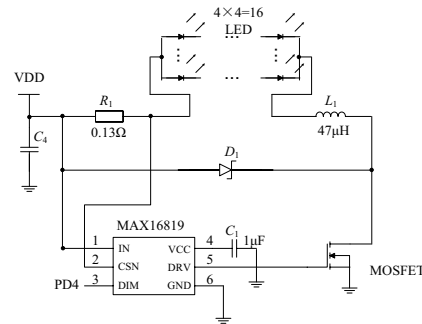 4×4=16
LED
VDD
R1
0.13Ω
C4
L1
47μH
D1
MAX16819
1 IN VCC 4
2 CSN DRV 5
PD4 3 DIM GND 6
C1
1μF
MOSFET